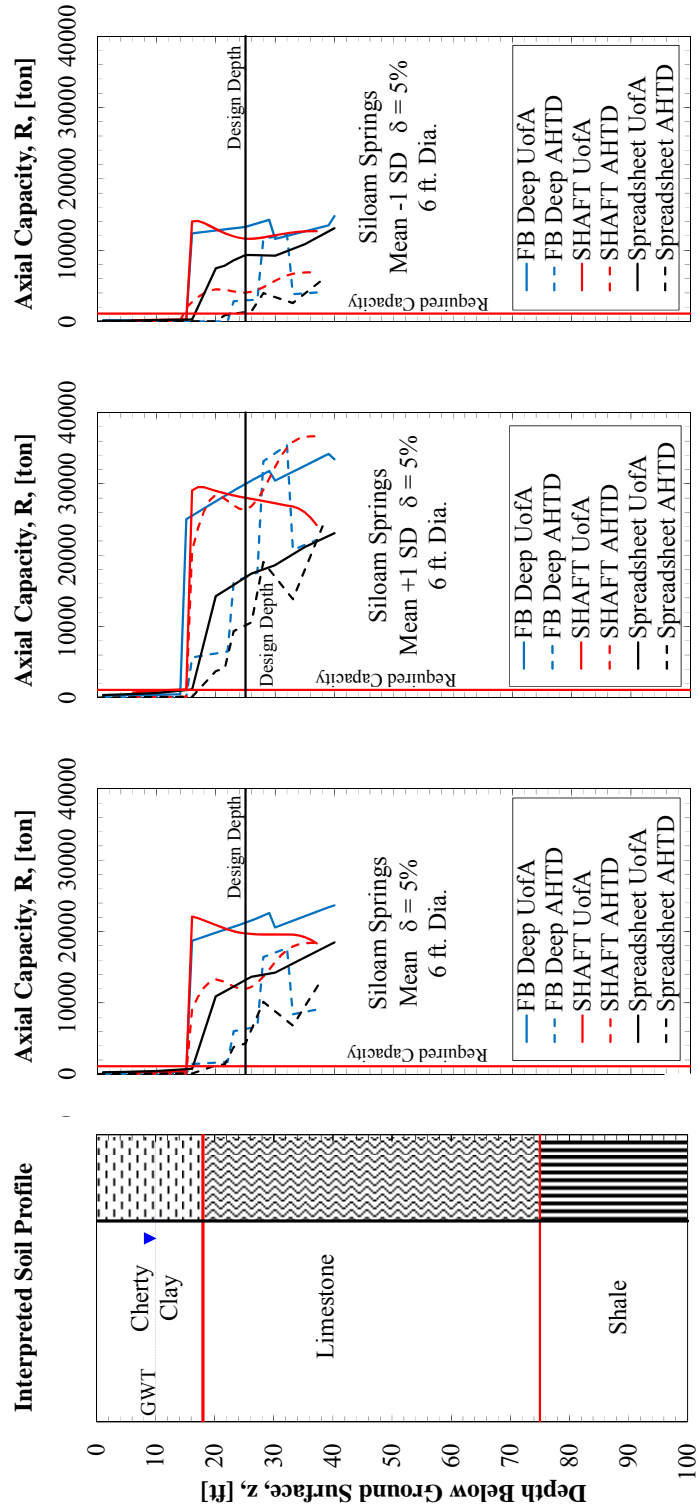 Interpreted Soil Profile
Depth Below Ground Surface, z, [ft]
0
10
20
30
40
50
60
70
80
90
100
GWT
Cherty
Clay
Limestone
Shale
Axial Capacity, R, [ton]
0 10000 20000 30000 40000
Design Depth
Required Capacity
Siloam Springs
Mean δ = 5%
6 ft. Dia.
FB Deep UofA
FB Deep AHTD
SHAFT UofA
SHAFT AHTD
Spreadsheet UofA
Spreadsheet AHTD
Axial Capacity, R, [ton]
0 10000 20000 30000 40000
Design Depth
Required Capacity
Siloam Springs
Mean +1 SD δ = 5%
6 ft. Dia.
FB Deep UofA
FB Deep AHTD
SHAFT UofA
SHAFT AHTD
Spreadsheet UofA
Spreadsheet AHTD
Axial Capacity, R, [ton]
0 10000 20000 30000 40000
Design Depth
Required Capacity
Siloam Springs
Mean -1 SD δ = 5%
6 ft. Dia.
FB Deep UofA
FB Deep AHTD
SHAFT UofA
SHAFT AHTD
Spreadsheet UofA
Spreadsheet AHTD